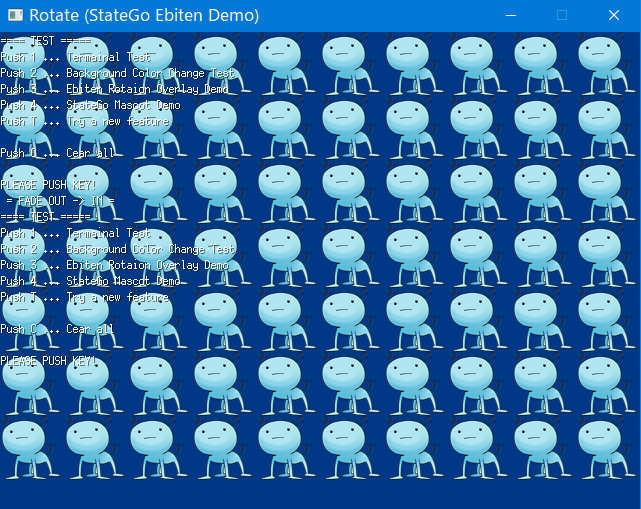 Rotate (StateGo Ebiten Demo)
==== TEST =====
Push 1 ... Termainal Test
Push 2 ... Background Color Change Test
Push 3 ... Ebiten Rotaion Overlay Demo
Push 4 ... StateGo Mascot Demo
Push T ... Try a new feature
Push C ... Cear all
PLEASE PUSH KEY!
= FADE OUT -> IN =
==== TEST =====
Push 1 ... Termainal Test
Push 2 ... Background Color Change Test
Push 3 ... Ebiten Rotaion Overlay Demo
Push 4 ... StateGo Mascot Demo
Push T ... Try a new feature
Push C ... Cear all
PLEASE PUSH KEY!